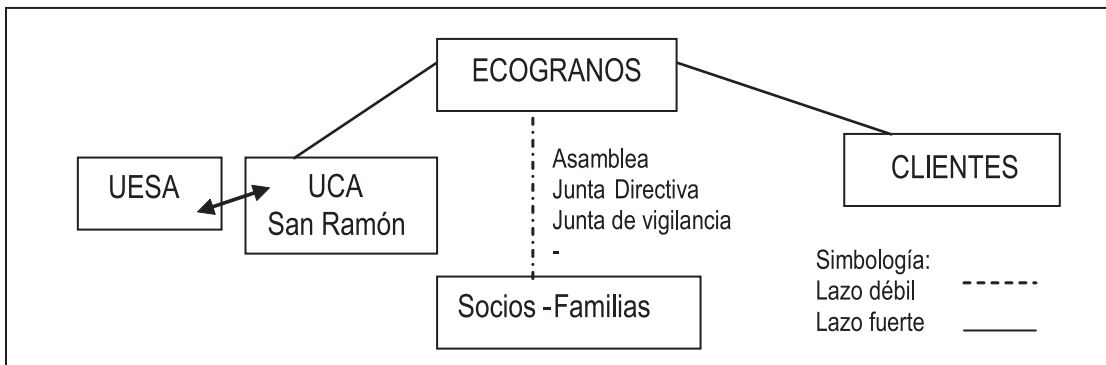 ECOGRANOS
UESA
UCA
San Ramón
CLIENTES
Asamblea
Junta Directiva
Junta de vigilancia
-
Socios -Familias
Simbología:
Lazo débil
Lazo fuerte